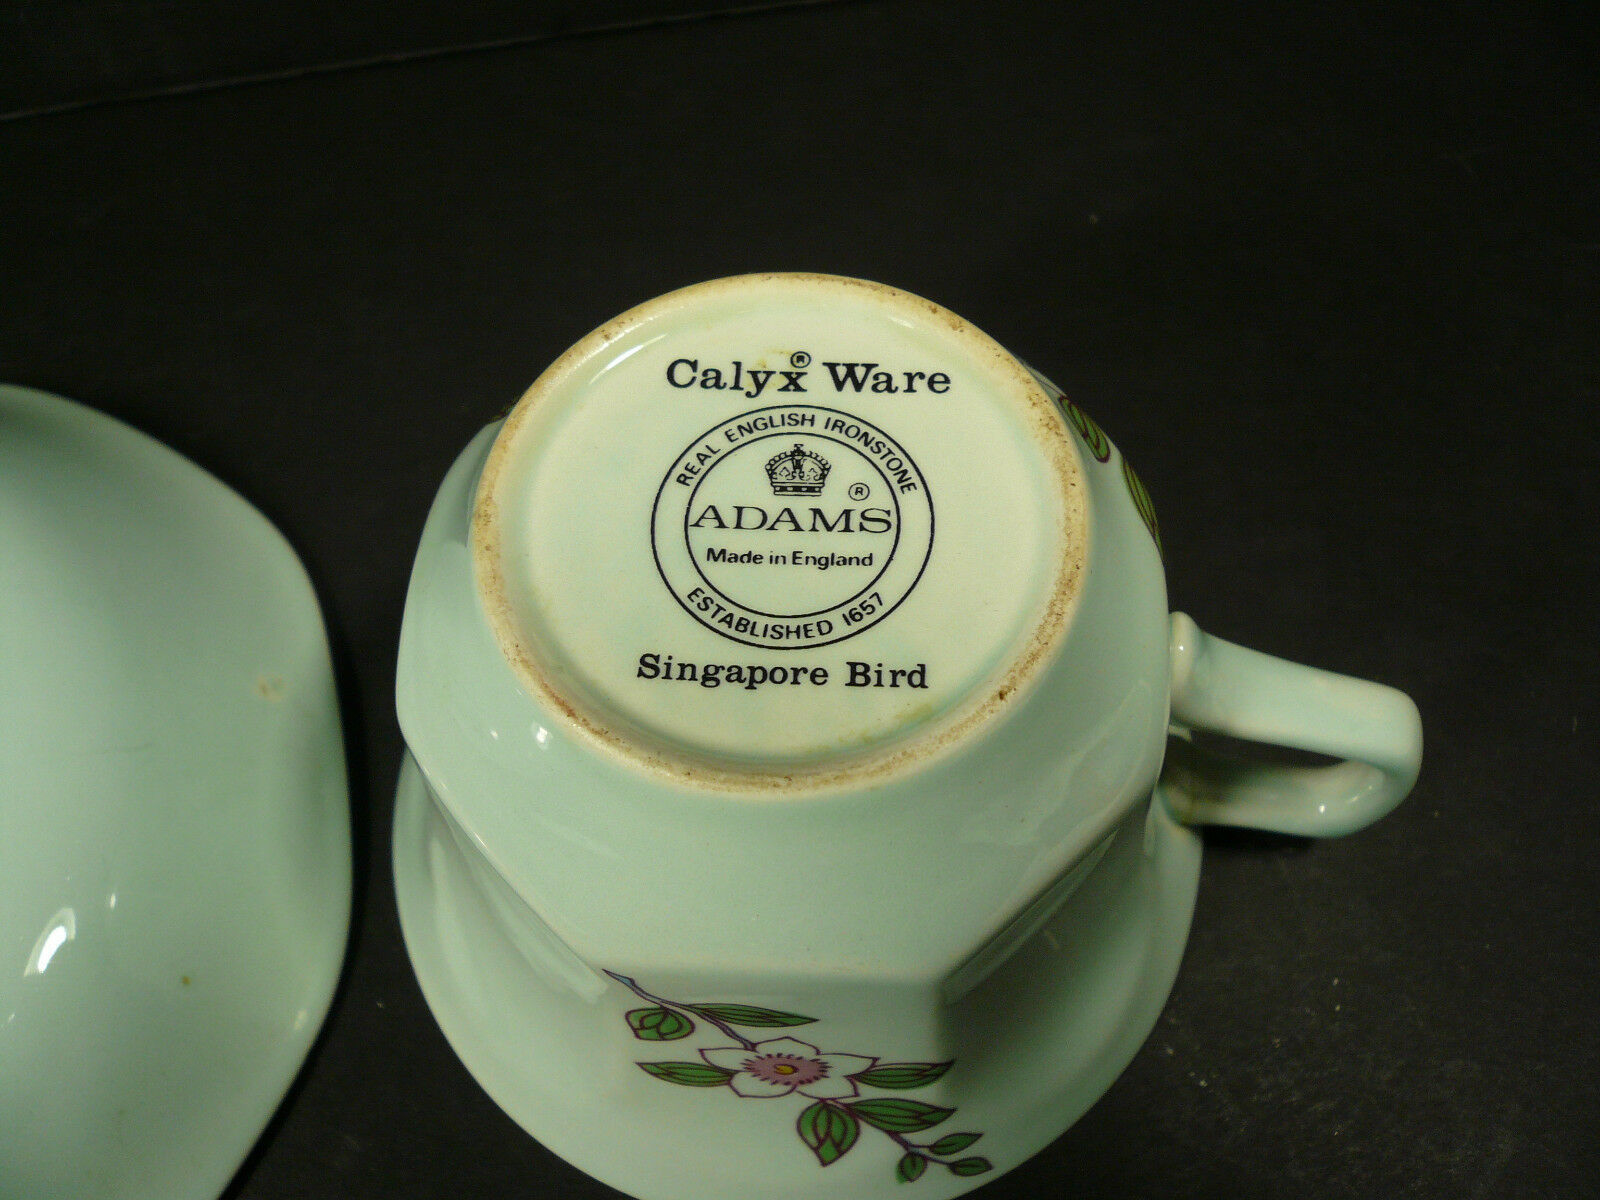 Calyx® Ware
REAL ENGLISH IRONSTONE
®
ADAMS
Made in England
ESTABLISHED 1657
Singapore Bird